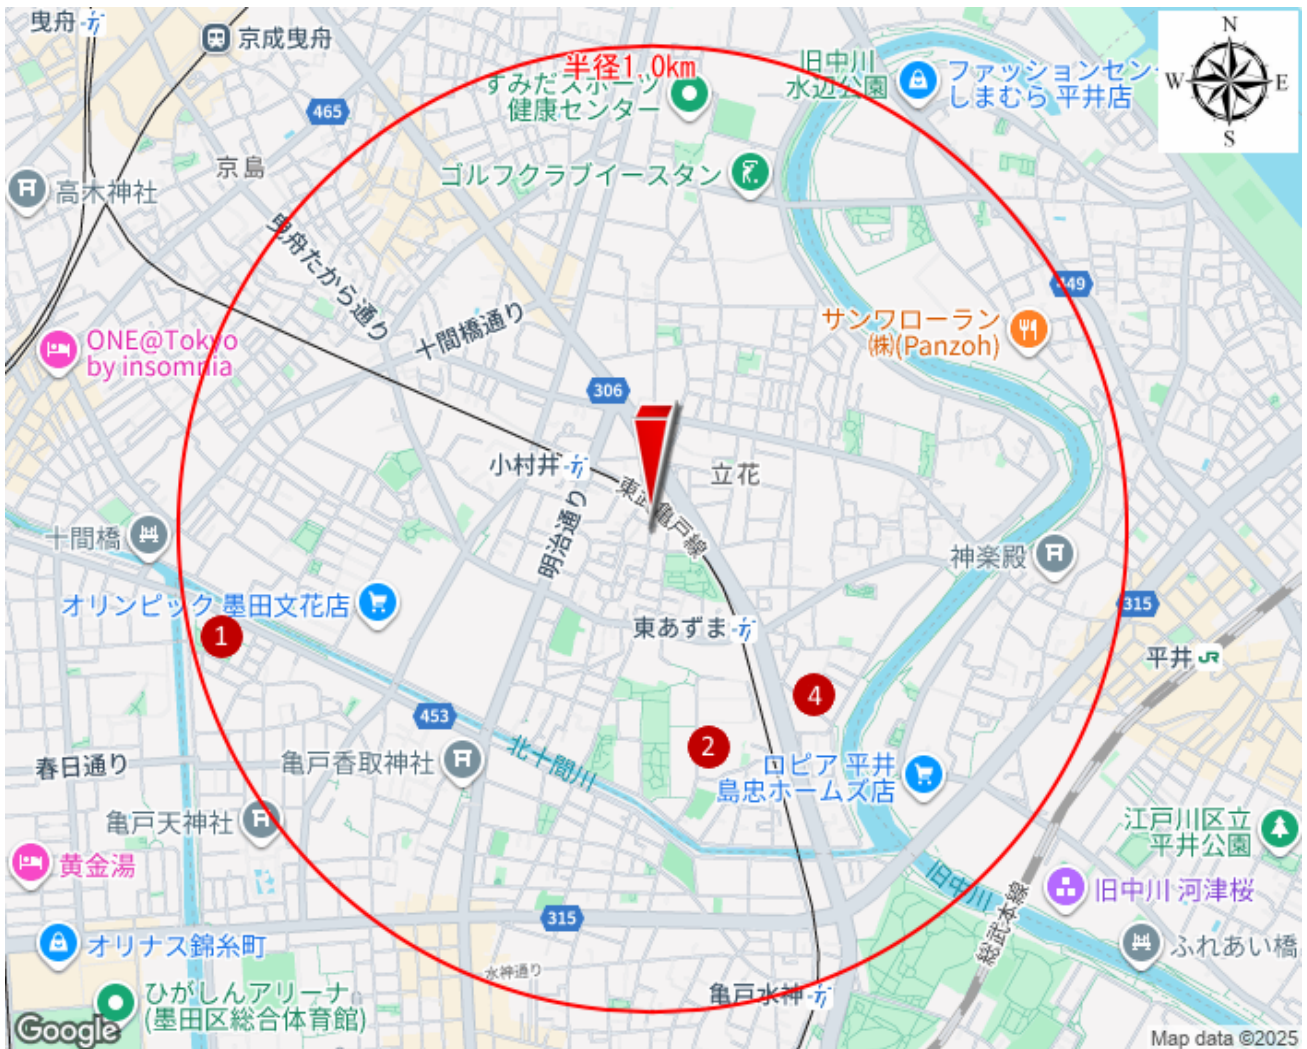 曳舟
京成曳舟
半径1.0km
すみだスポーツ
健康センター
旧中川
水辺公園
ファッションセン
しまむら 平井店
N
W
E
S
465
京島
高木神社
ゴルフクラブイースタン
曳舟たから通り
十間橋通り
449
ONE@Tokyo
by insomnia
サンワローラン
㈱(Panzoh)
306
小村井
立花
東武亀戸線
明治通り
十間橋
神楽殿
オリンピック 墨田文花店
315
1
東あずま
平井
JR
4
453
2
春日通り
亀戸香取神社
北十間川
ロピア 平井
島忠ホームズ店
亀戸天神社
江戸川区立
平井公園
黄金湯
旧中川
旧中川 河津桜
315
オリナス錦糸町
総武本線
ふれあい橋
水神通り
亀戸水神
ひがしんアリーナ
(墨田区総合体育館)
Google
Map data ©2025